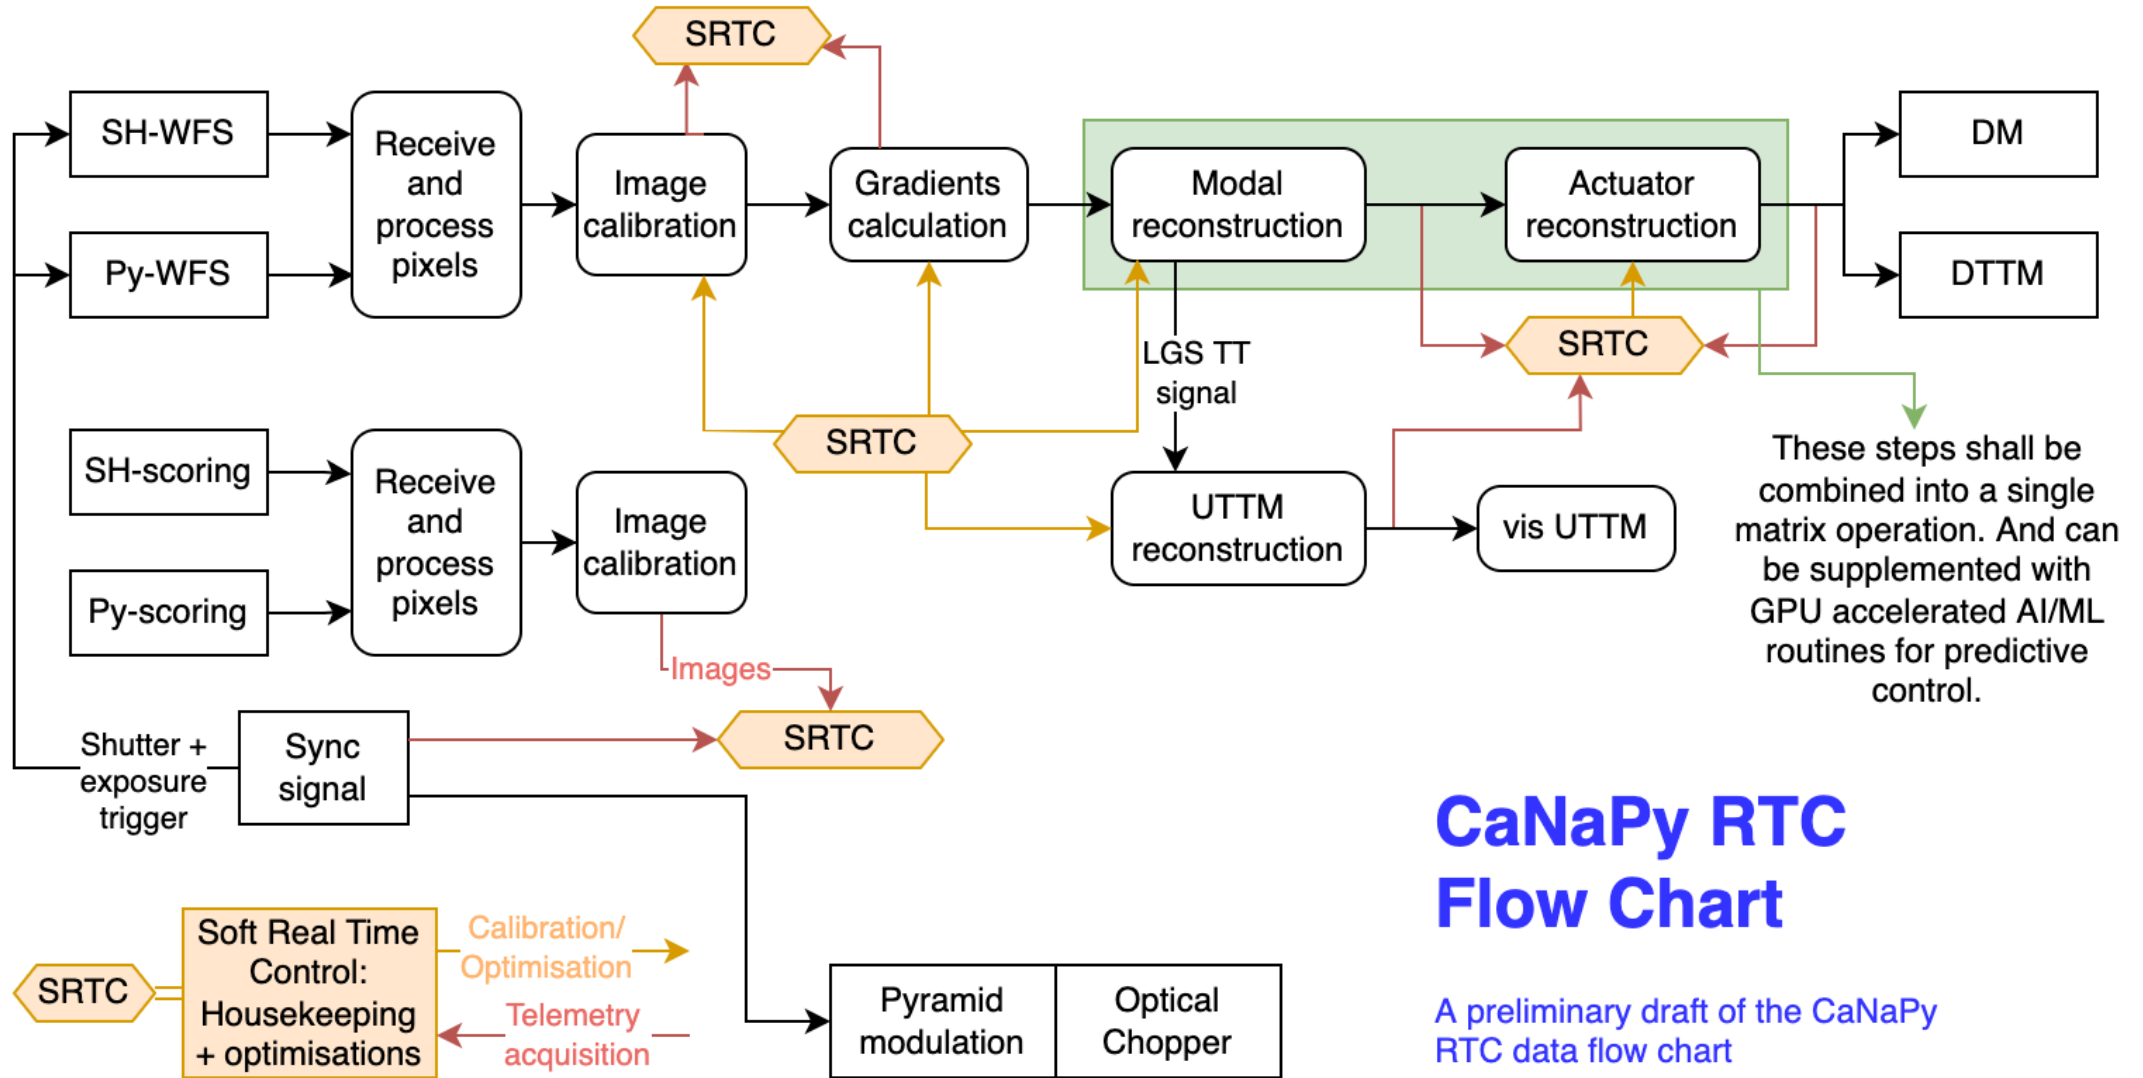 SRTC
SH-WFS
Py-WFS
Receive
and
process
pixels
Image
calibration
Gradients
calculation
Modal
reconstruction
Actuator
reconstruction
DM
DTTM
LGS TT
signal
SRTC
SRTC
SH-scoring
Py-scoring
Receive
and
process
pixels
Image
calibration
UTTM
reconstruction
vis UTTM
These steps shall be
combined into a single
matrix operation. And can
be supplemented with
GPU accelerated AI/ML
routines for predictive
control.
Images
SRTC
Shutter +
exposure
trigger
Sync
signal
CaNaPy RTC
Flow Chart
SRTC
Soft Real Time
Control:
Housekeeping
+ optimisations
Calibration/
Optimisation
Telemetry
acquisition
Pyramid
modulation
Optical
Chopper
A preliminary draft of the CaNaPy
RTC data flow chart